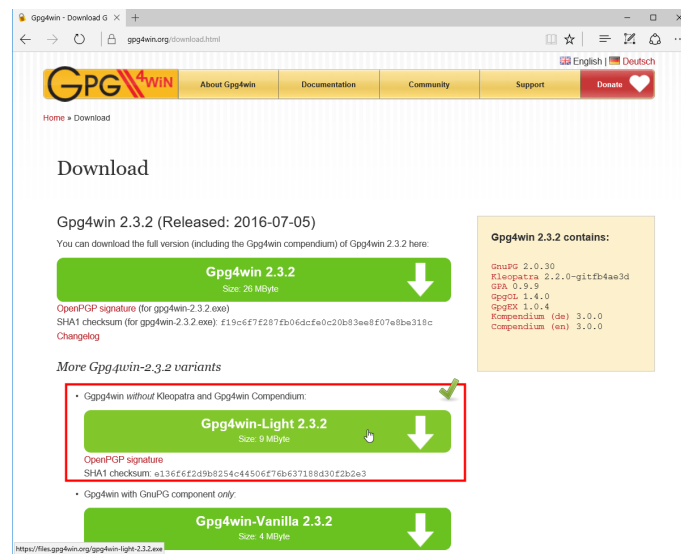 Gpg4win - Download G
gpg4win.org/download.html
English | Deutsch
GPG4WiN
About Gpg4win
Documentation
Community
Support
Donate
Home » Download
Download
Gpg4win 2.3.2 (Released: 2016-07-05)
You can download the full version (including the Gpg4win compendium) of Gpg4win 2.3.2 here:
Gpg4win 2.3.2
Size: 26 MByte
OpenPGP signature (for gpg4win-2.3.2.exe)
SHA1 checksum (for gpg4win-2.3.2.exe): f19c6f7f287fb06dcfe0c20b83ee8f07e8be318c
Changelog
Gpg4win 2.3.2 contains:
GnuPG 2.0.30
Kleopatra 2.2.0-gitfb4ae3d
GPA 0.9.9
GpgOL 1.4.0
GpgEX 1.0.4
Kompendium (de) 3.0.0
Compendium (en) 3.0.0
More Gpg4win-2.3.2 variants
• Ggpg4win without Kleopatra and Gpg4win Compendium:
Gpg4win-Light 2.3.2
Size: 9 MByte
OpenPGP signature
SHA1 checksum: e136f6f2d9b8254c44506f76b637188d30f2b2e3
• Gpg4win with GnuPG component only:
Gpg4win-Vanilla 2.3.2
Size: 4 MByte
https://files.gpg4win.org/gpg4win-light-2.3.2.exe